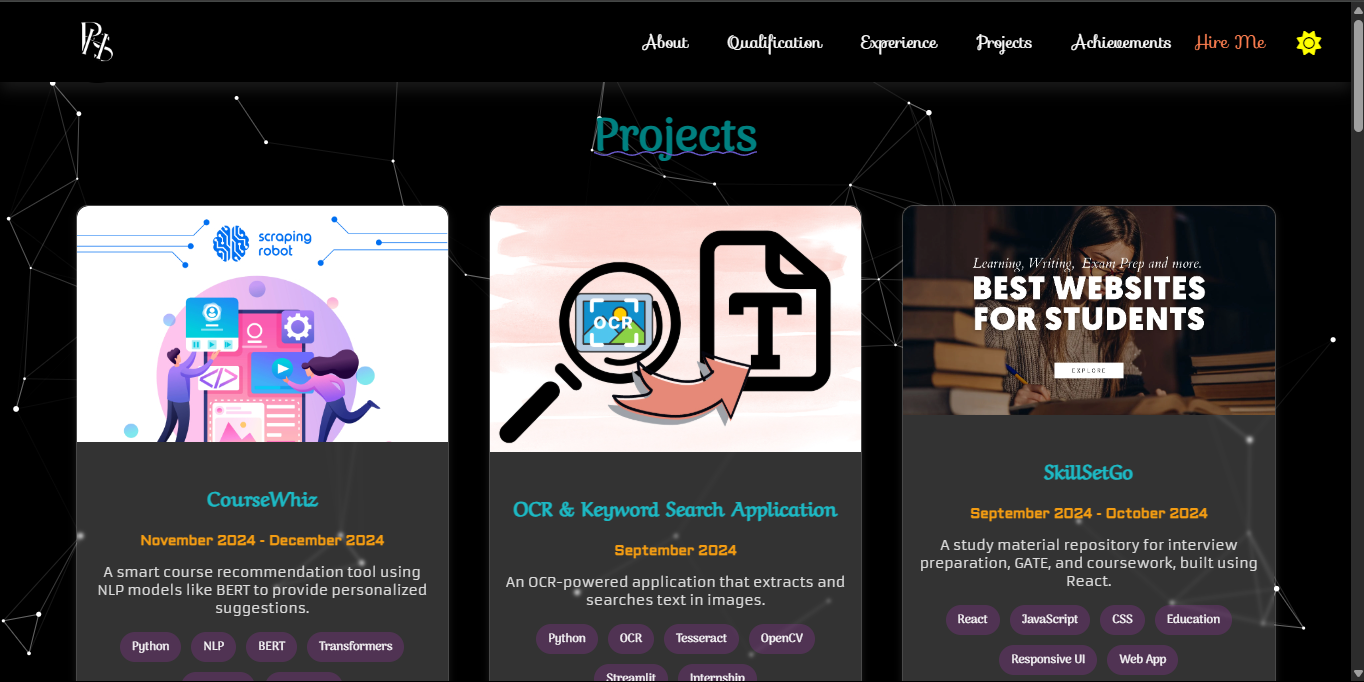 About Qualification Experience Projects Achievements Hire Me
Projects
scraping
robot
</>
CourseWhiz
November 2024 - December 2024
A smart course recommendation tool using
NLP models like BERT to provide personalized
suggestions.
Python NLP BERT Transformers
OCR
T
OCR & Keyword Search Application
September 2024
An OCR-powered application that extracts and
searches text in images.
Python OCR Tesseract OpenCV
Streamlit Internship
Learning, Writing, Exam Prep and more.
BEST WEBSITES
FOR STUDENTS
EXPLORE
SkillSetGo
September 2024 - October 2024
A study material repository for interview
preparation, GATE, and coursework, built using
React.
React JavaScript CSS Education
Responsive UI Web App